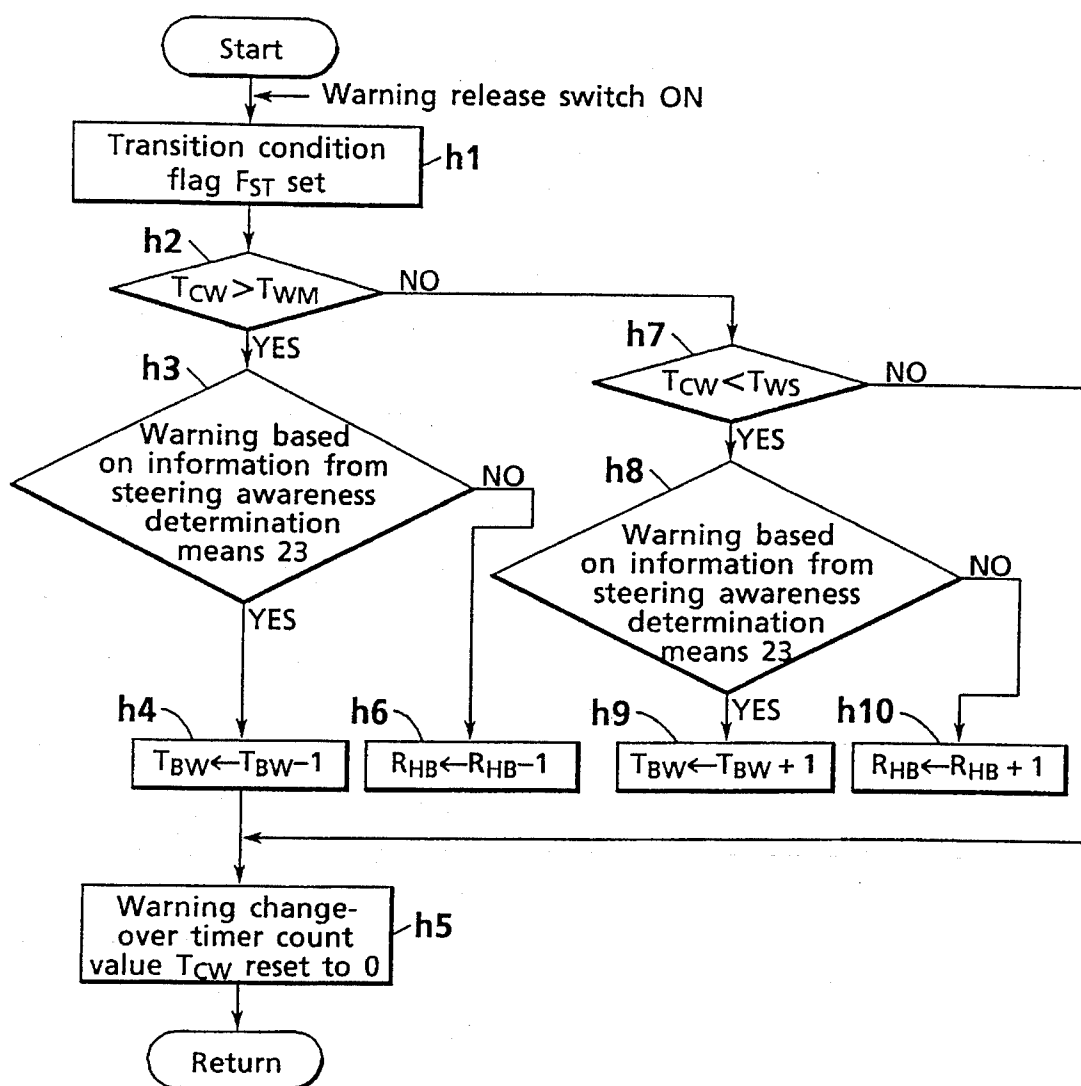 Start
Warning release switch ON
Transition condition
flag FST set
h1
h2
TCW>TWM
NO
YES
h7
TCW<TWS
NO
YES
h3
Warning based
on information from
steering awareness
determination
means 23
NO
YES
h8
Warning based
on information from
steering awareness
determination
means 23
NO
YES
h4
TBW←TBW−1
h6
RHB←RHB−1
h9
TBW←TBW + 1
h10
RHB←RHB + 1
Warning change-
over timer count
value TCW reset to 0
h5
Return